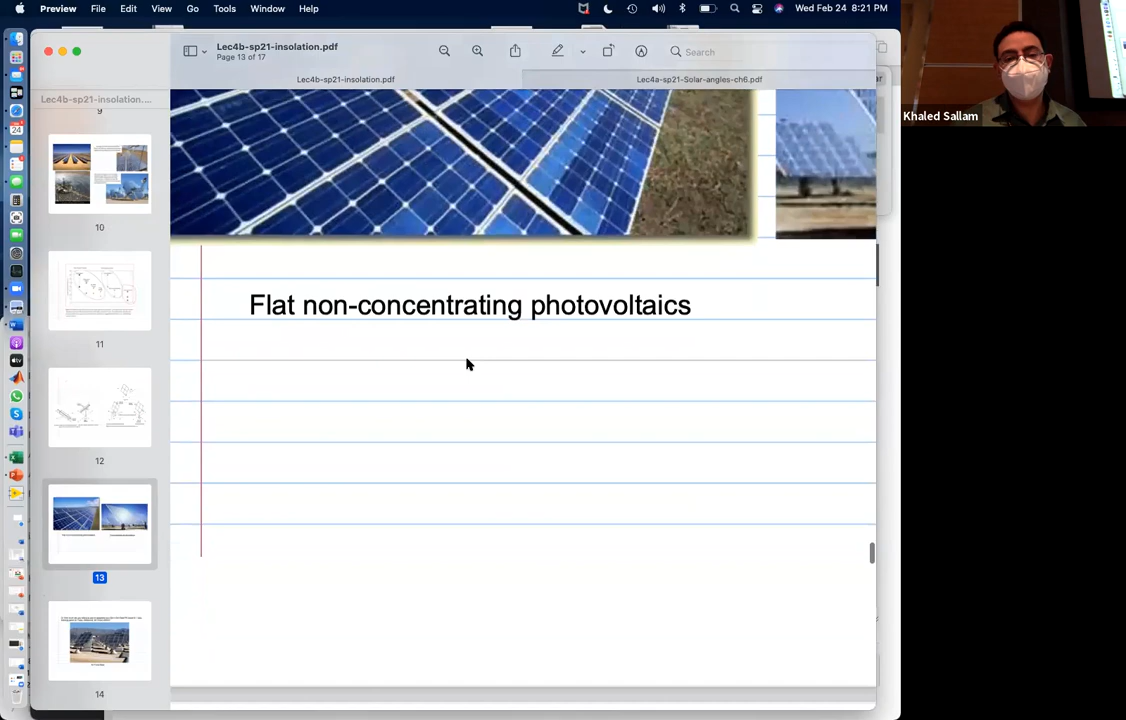 Preview File Edit View Go Tools Window Help
Wed Feb 24 8:21 PM
Lec4b-sp21-insolation.pdf
Page 13 of 17
Search
Lec4b-sp21-insolation.pdf
Lec4a-sp21-Solar-angles-ch6.pdf
Lec4b-sp21-insolation....
9
10
11
12
13
14
Flat non-concentrating photovoltaics
Khaled Sallam